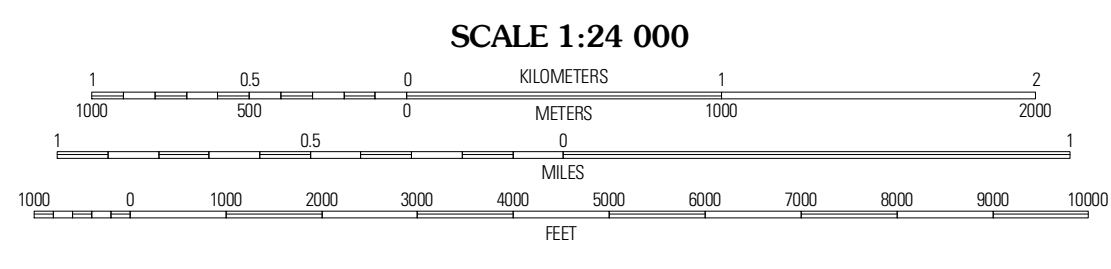 SCALE 1:24 000
1 0.5 0 KILOMETERS 1 2
1000 500 0 METERS 1000 2000
1 0.5 0 1
MILES
1000 0 1000 2000 3000 4000 5000 6000 7000 8000 9000 10000
FEET